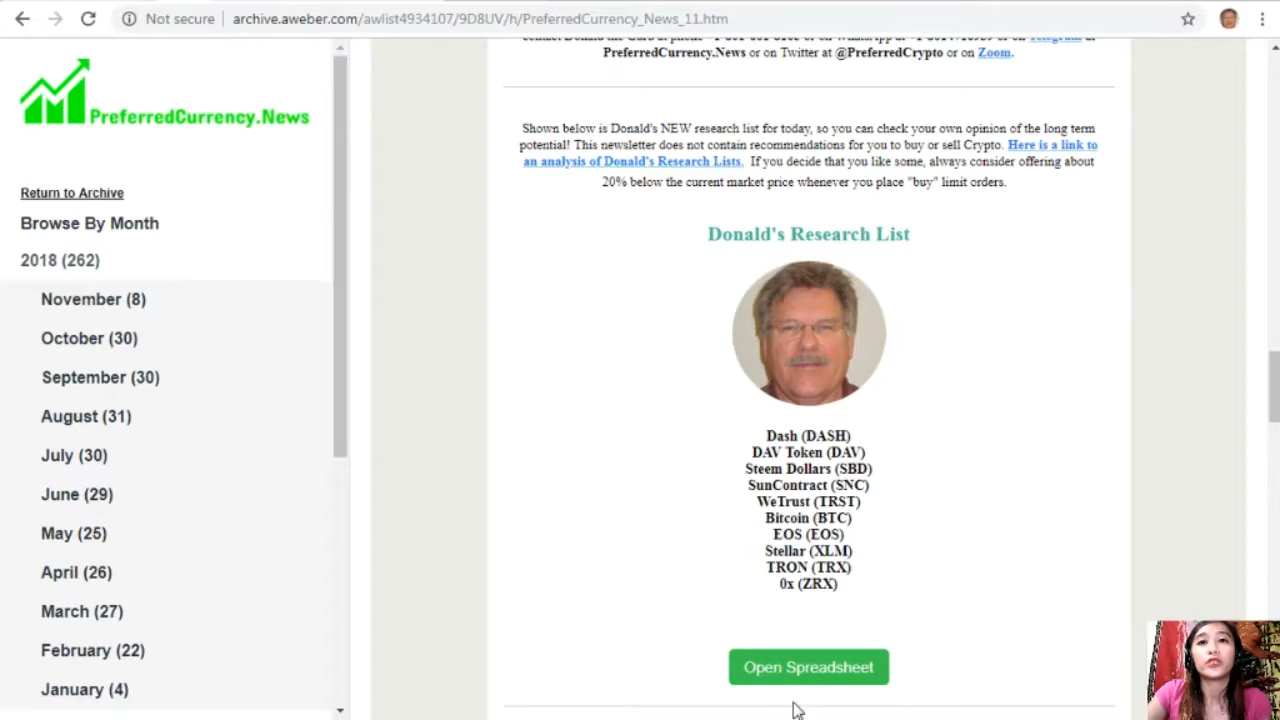 Not secure
archive.aweber.com/awlist4934107/9D8UV/h/PreferredCurrency_News_11.htm
PreferredCurrency.News
Return to Archive
Browse By Month
2018 (262)
November (8)
October (30)
September (30)
August (31)
July (30)
June (29)
May (25)
April (26)
March (27)
February (22)
January (4)
PreferredCurrency.News or on Twitter at @PreferredCrypto or on Zoom.
Shown below is Donald's NEW research list for today, so you can check your own opinion of the long term
potential! This newsletter does not contain recommendations for you to buy or sell Crypto. Here is a link to
an analysis of Donald's Research Lists. If you decide that you like some, always consider offering about
20% below the current market price whenever you place "buy" limit orders.
Donald's Research List
Dash (DASH)
DAV Token (DAV)
Steem Dollars (SBD)
SunContract (SNC)
WeTrust (TRST)
Bitcoin (BTC)
EOS (EOS)
Stellar (XLM)
TRON (TRX)
0x (ZRX)
Open Spreadsheet